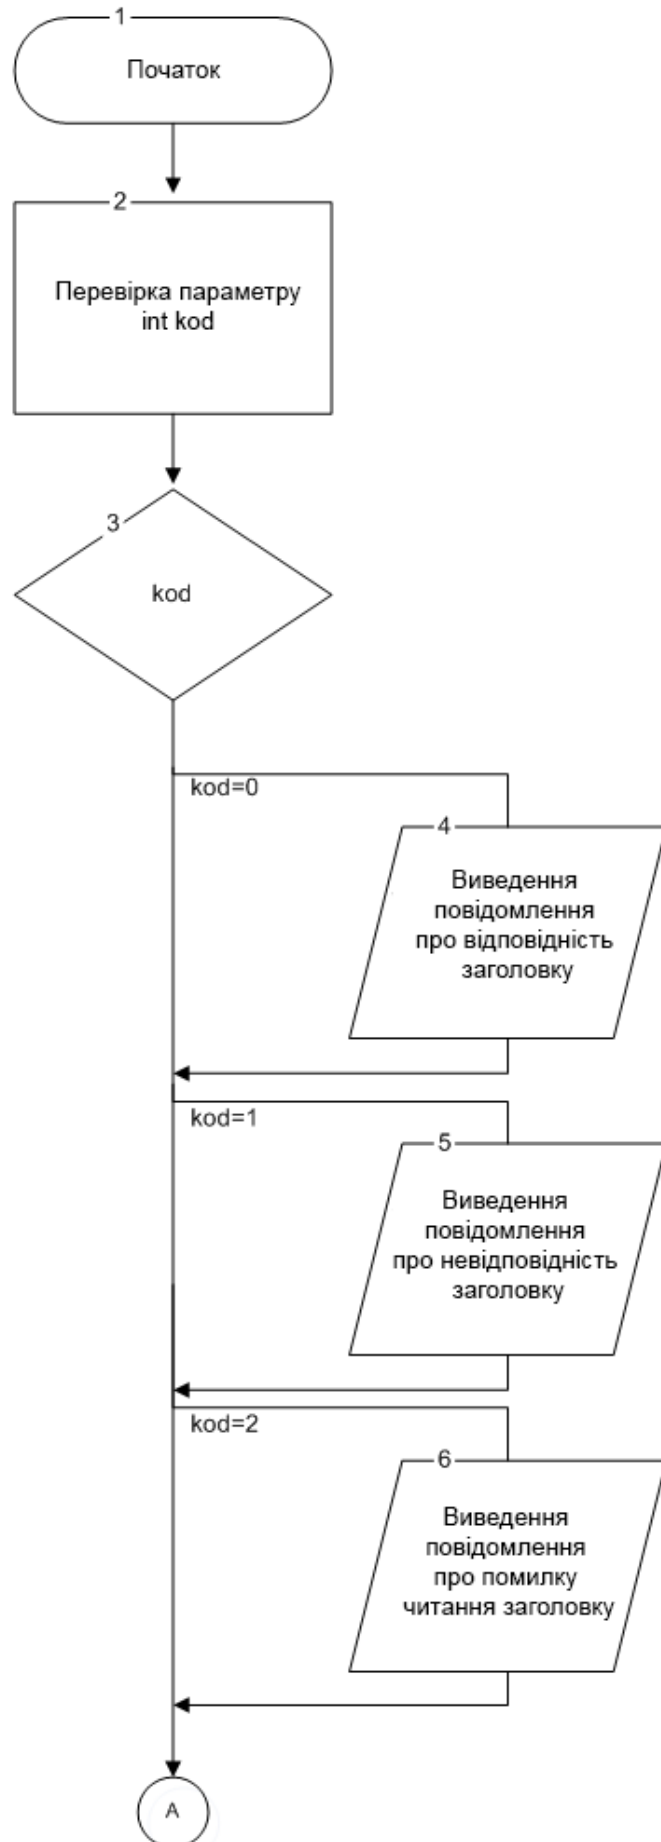 1
Початок
2
Перевірка параметру
int kod
3
kod
kod=0
4
Виведення
повідомлення
про відповідність
заголовку
kod=1
5
Виведення
повідомлення
про невідповідність
заголовку
kod=2
6
Виведення
повідомлення
про помилку
читання заголовку
А